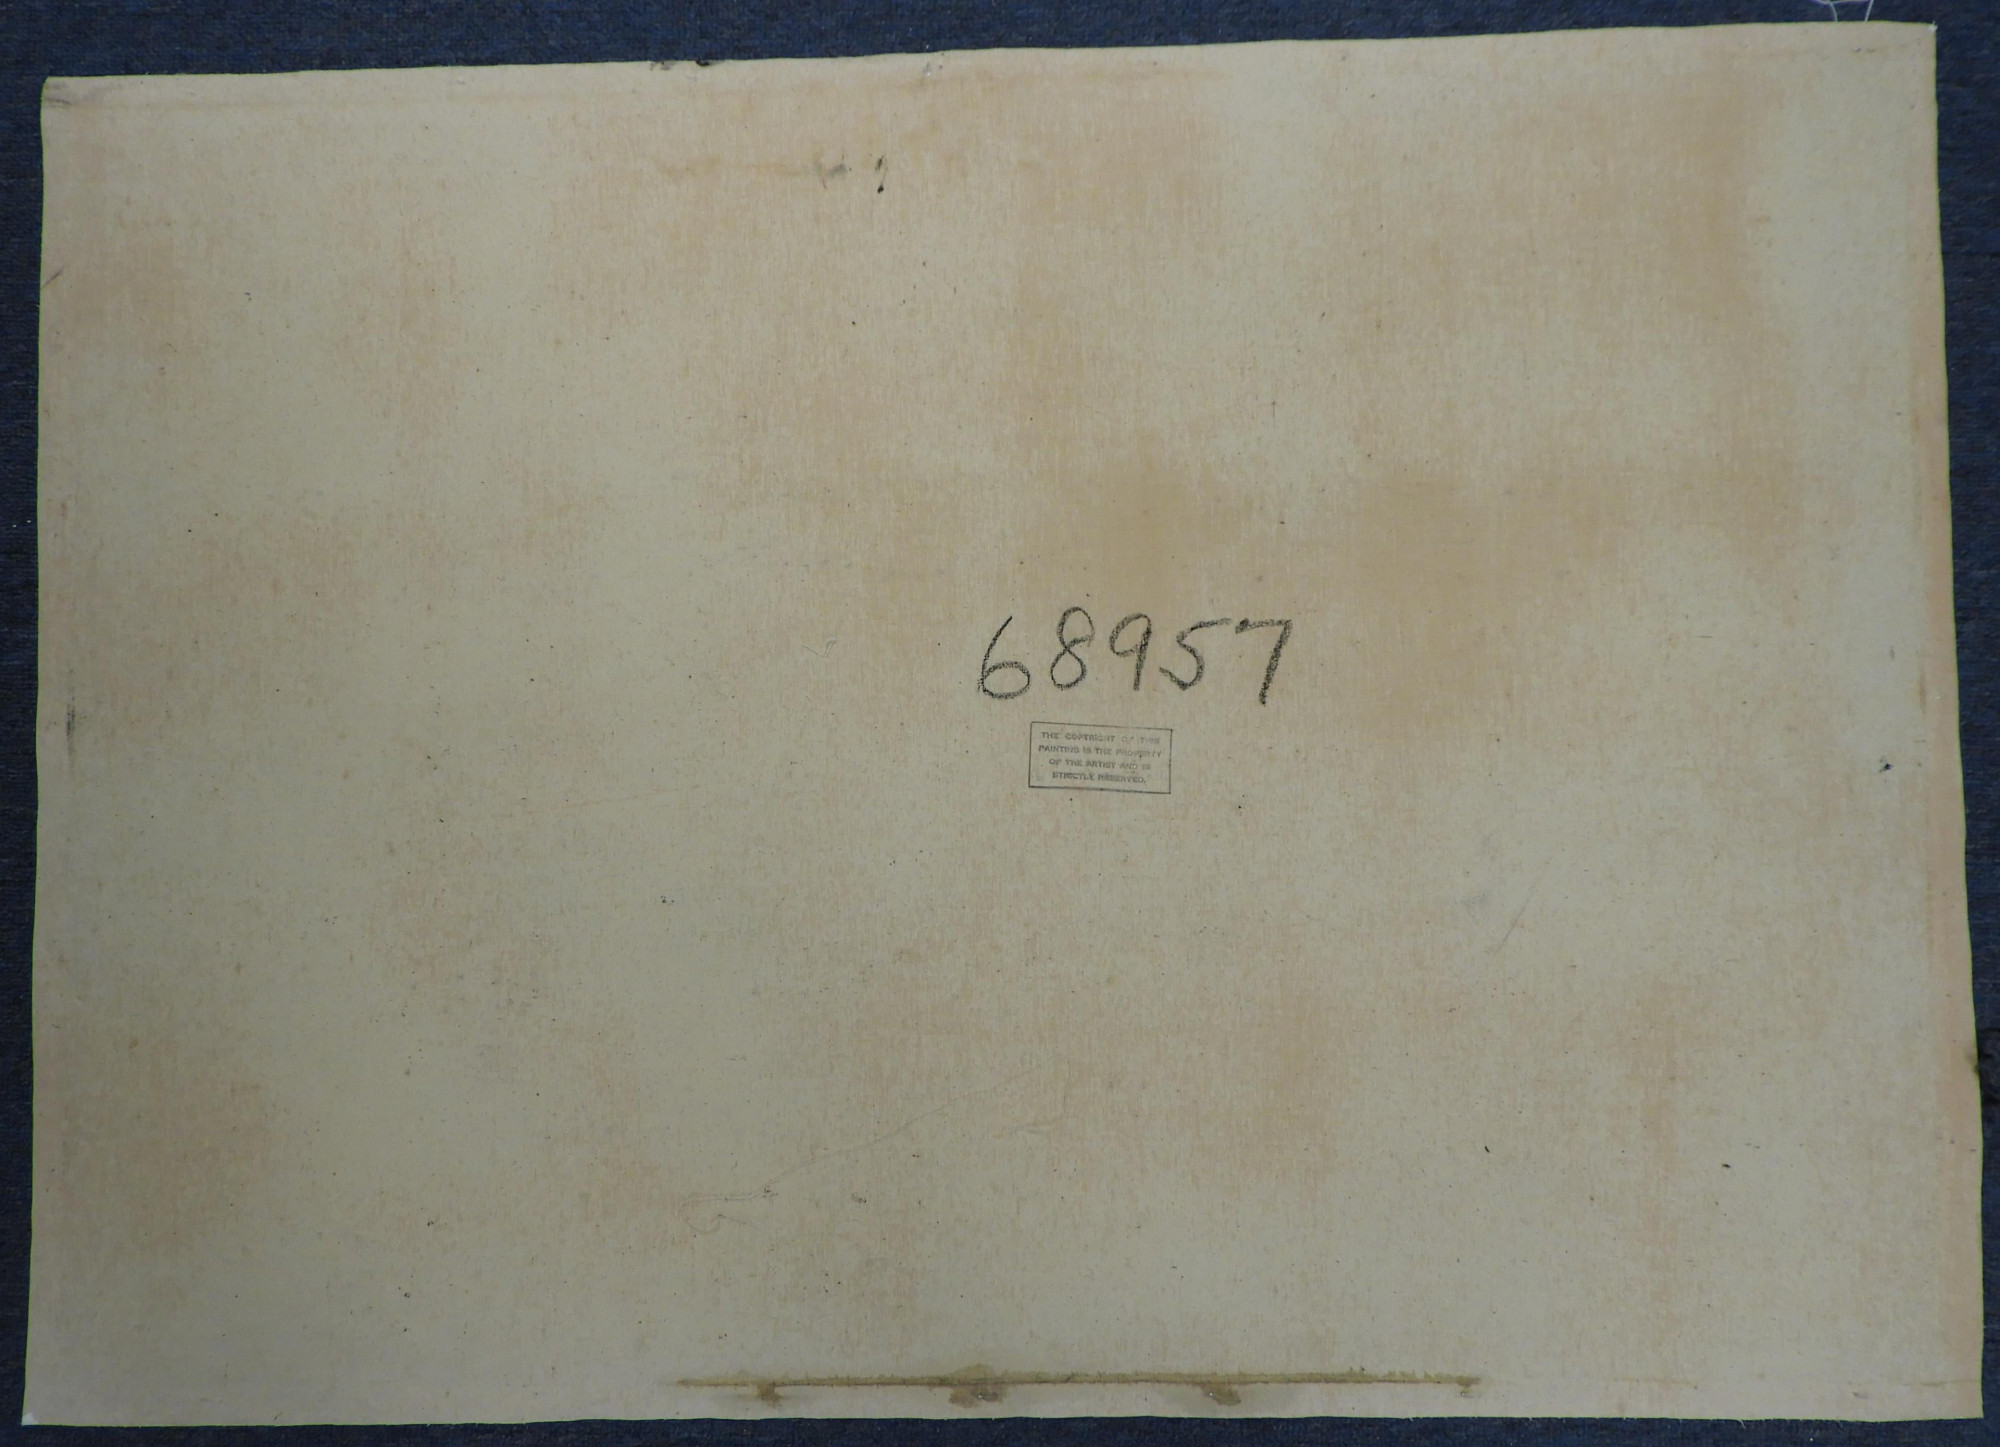 68957
THE COPYRIGHT OF THIS
PAINTING IS THE PROPERTY
OF THE ARTIST AND IS
STRICTLY RESERVED.